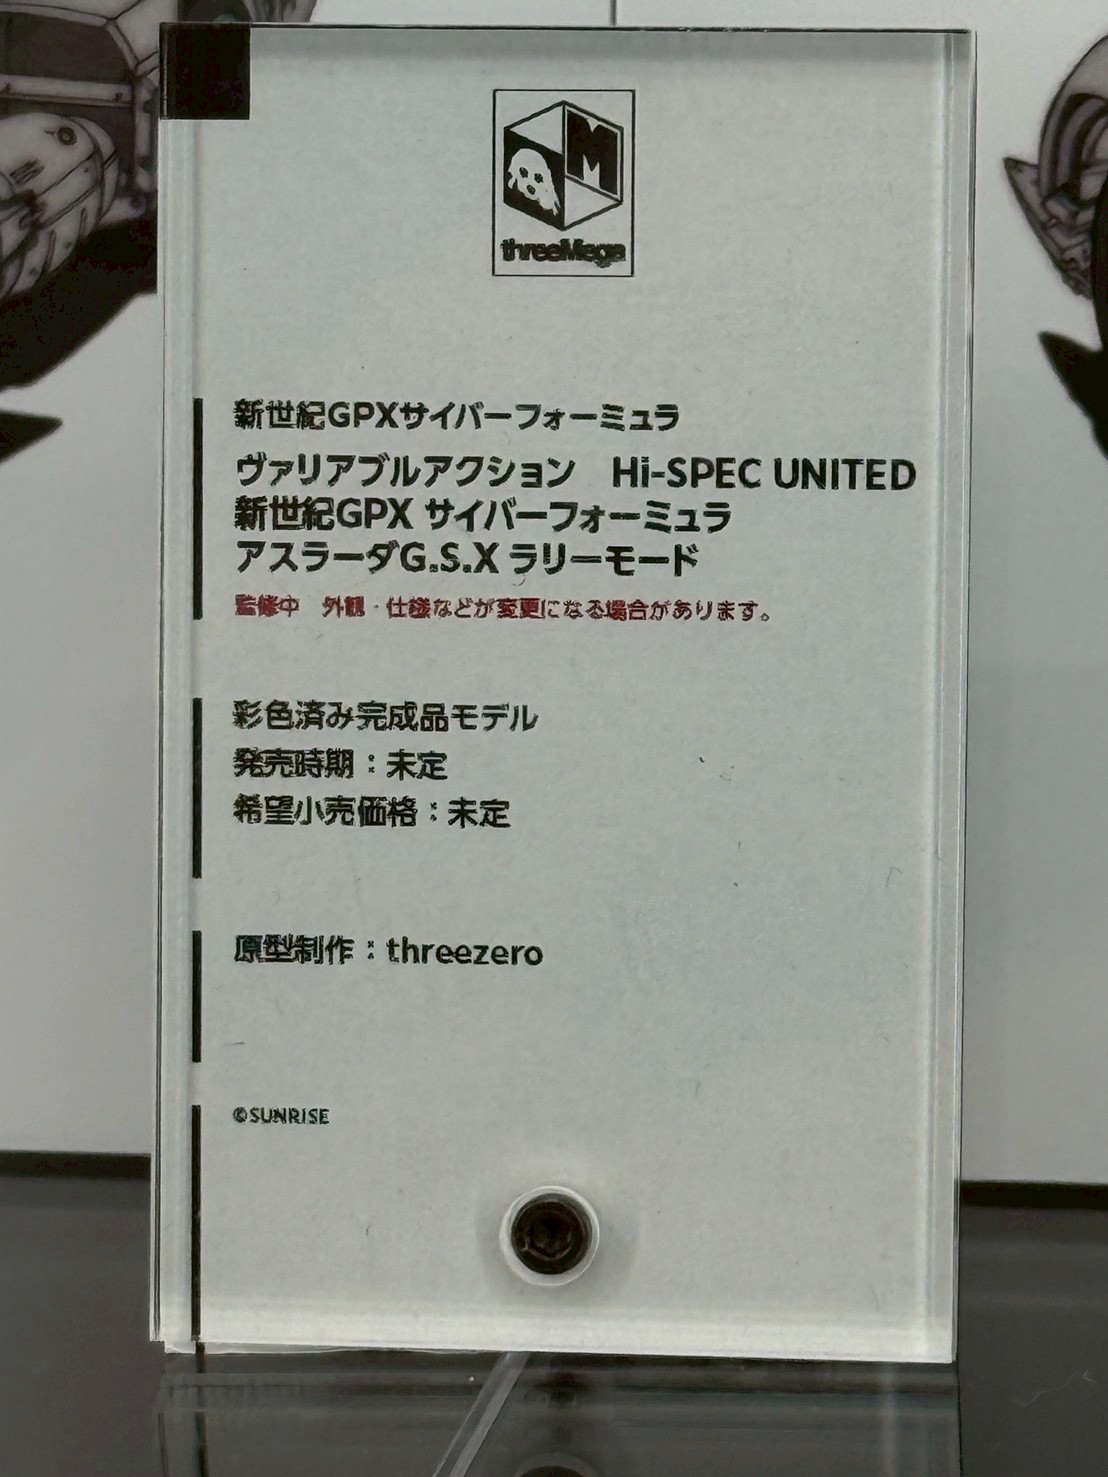 M
threeMega
新世紀GPXサイバーフォーミュラ
ヴァリアブルアクション　Hi-SPEC UNITED
新世紀GPX サイバーフォーミュラ
アスラーダG.S.X ラリーモード
監修中　外観・仕様などが変更になる場合があります。
彩色済み完成品モデル
発売時期：未定
希望小売価格：未定
原型制作：threezero
©SUNRISE